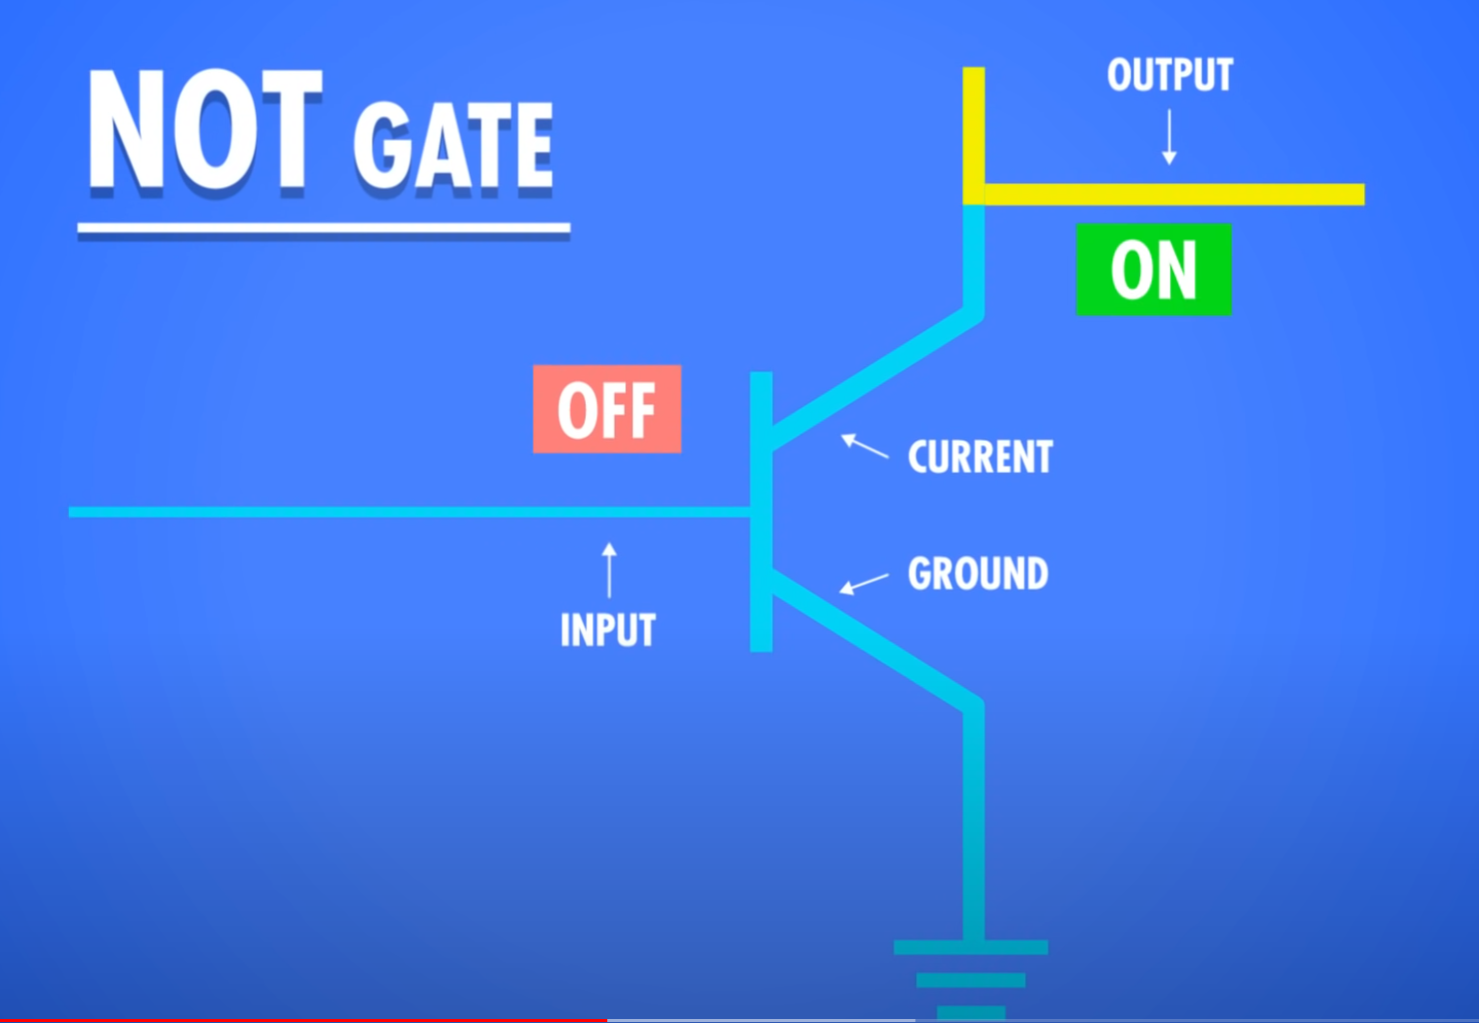 NOT GATE
OUTPUT
ON
OFF
CURRENT
GROUND
INPUT